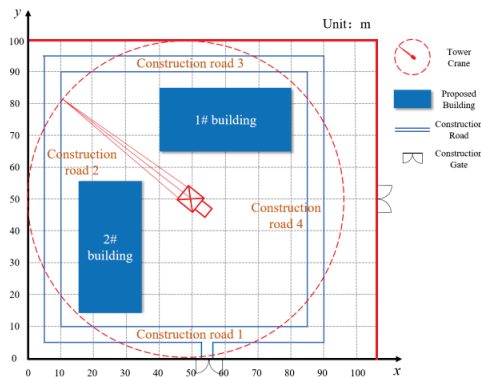 y
Unit: m
100
90
80
70
60
50
40
30
20
10
0
0 10 20 30 40 50 60 70 80 90 100
x
Construction road 3
1# building
Construction
road 2
Construction
road 4
2#
building
Construction road 1
Tower
Crane
Proposed
Building
Construction
Road
Construction
Gate